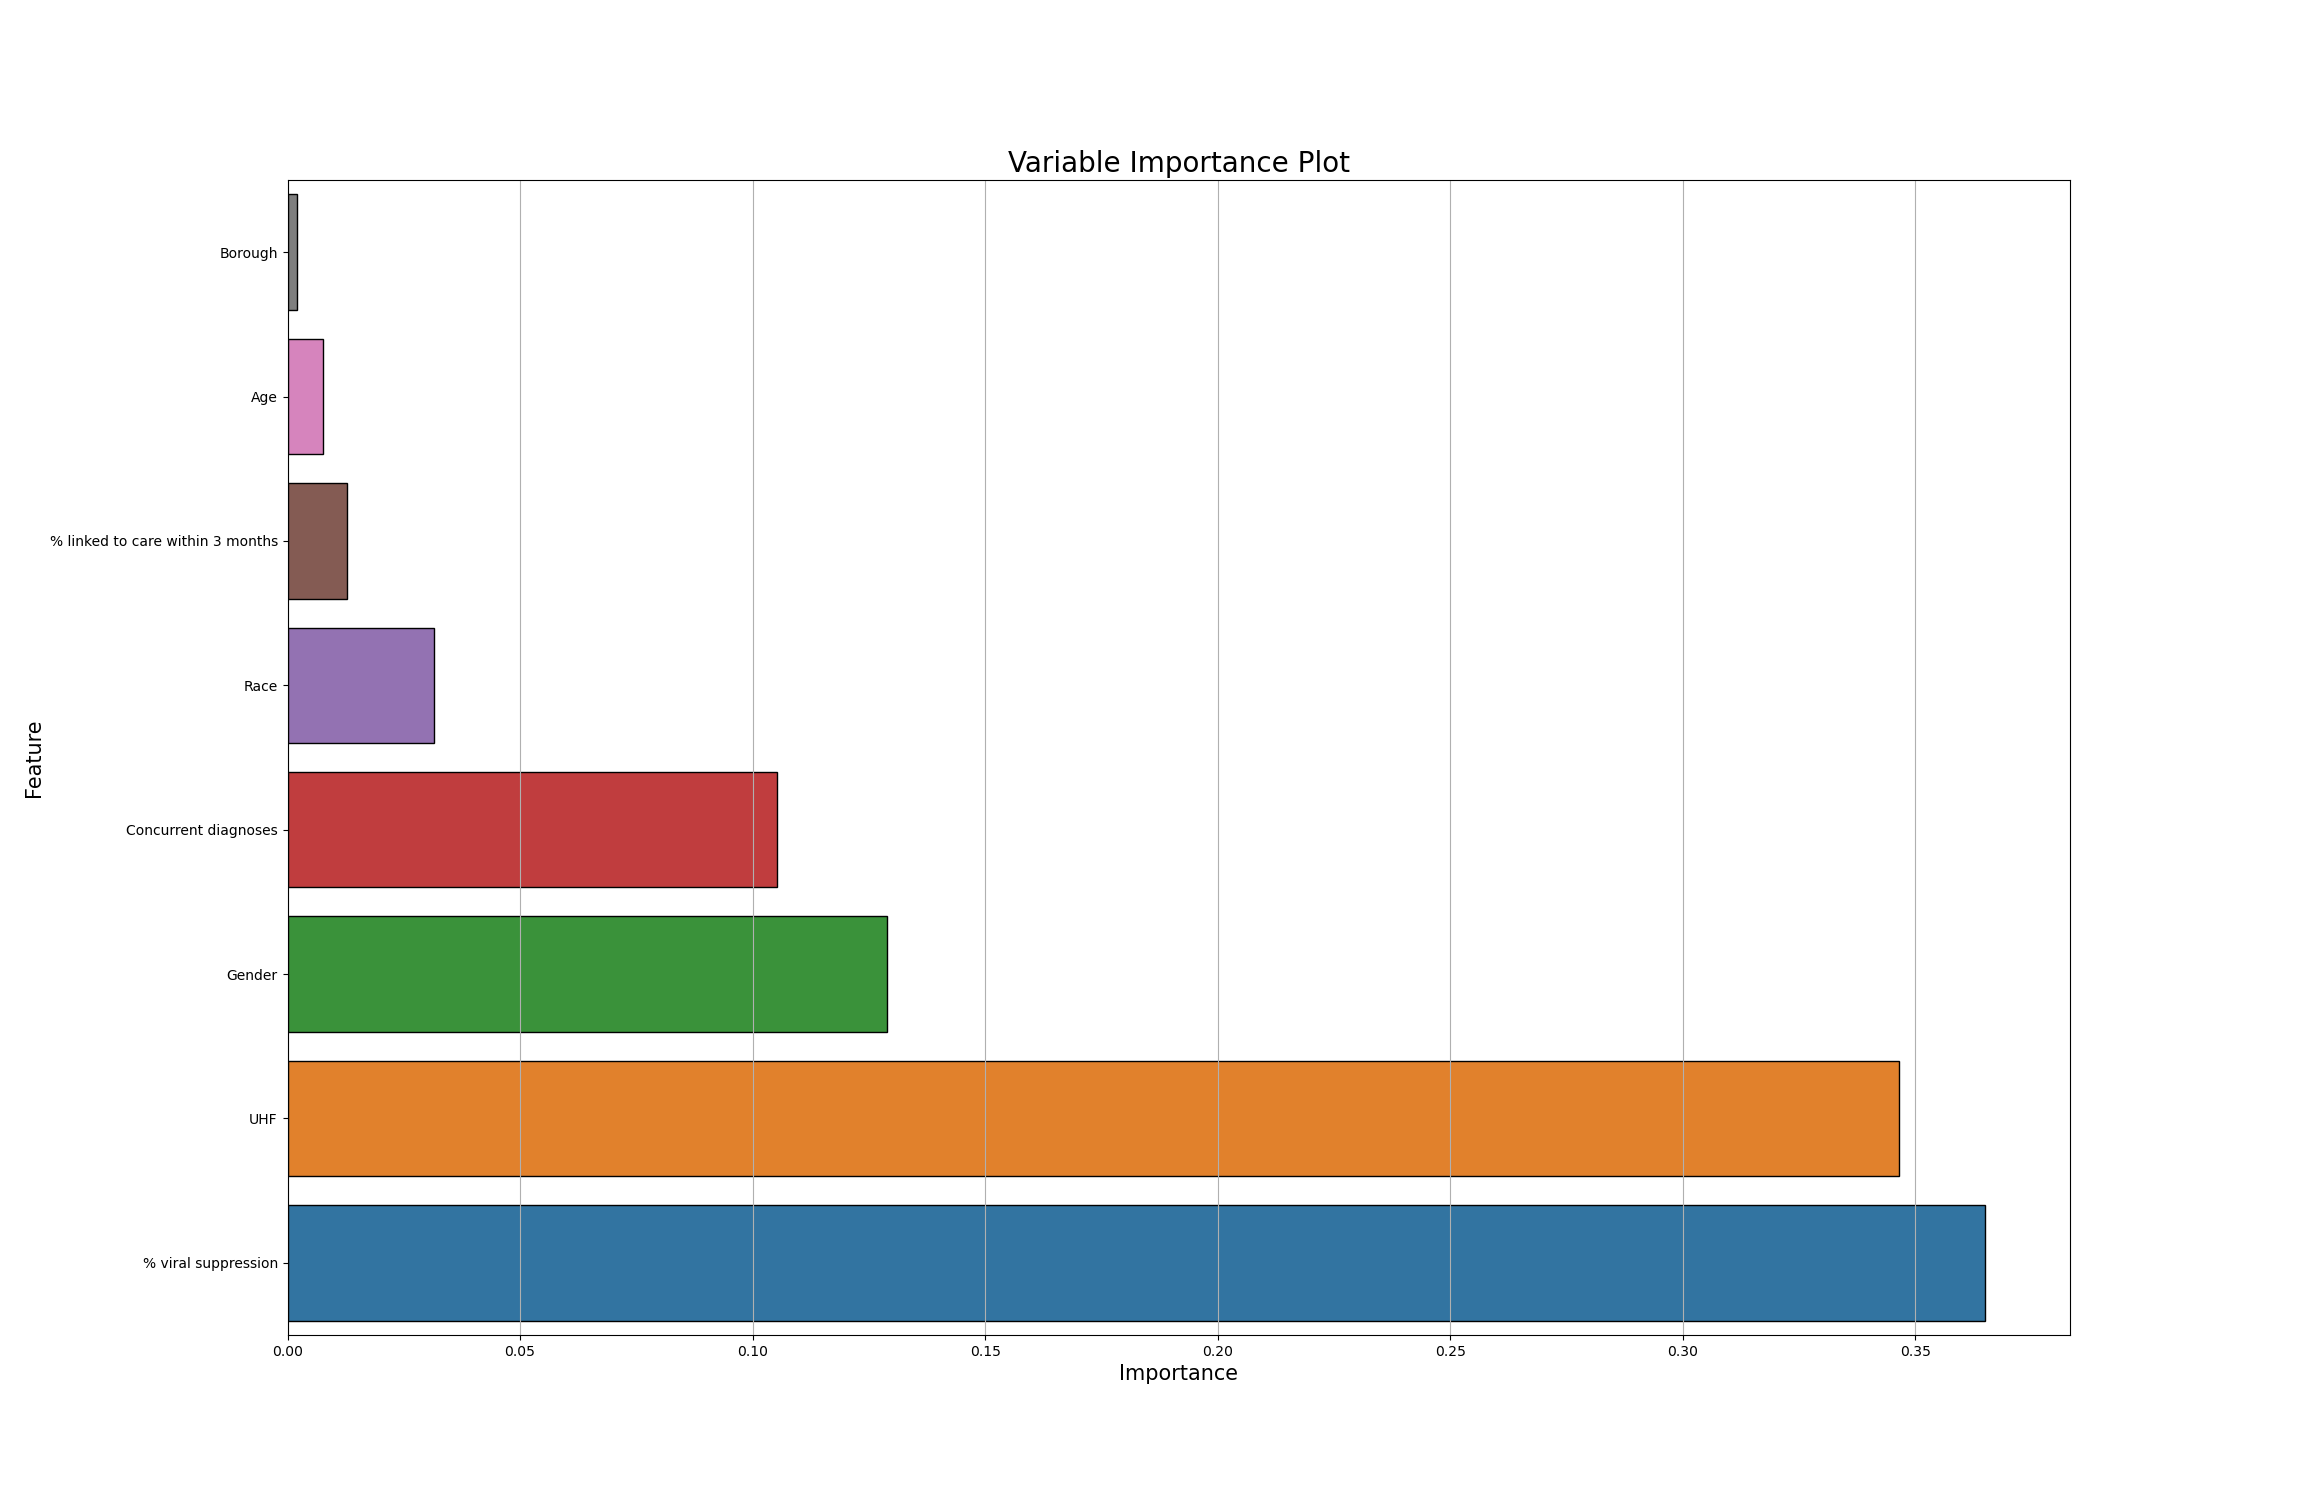 Variable Importance Plot
Borough
Age
% linked to care within 3 months
Race
Feature
Concurrent diagnoses
Gender
UHF
% viral suppression
0.00 0.05 0.10 0.15 0.20 0.25 0.30 0.35
Importance